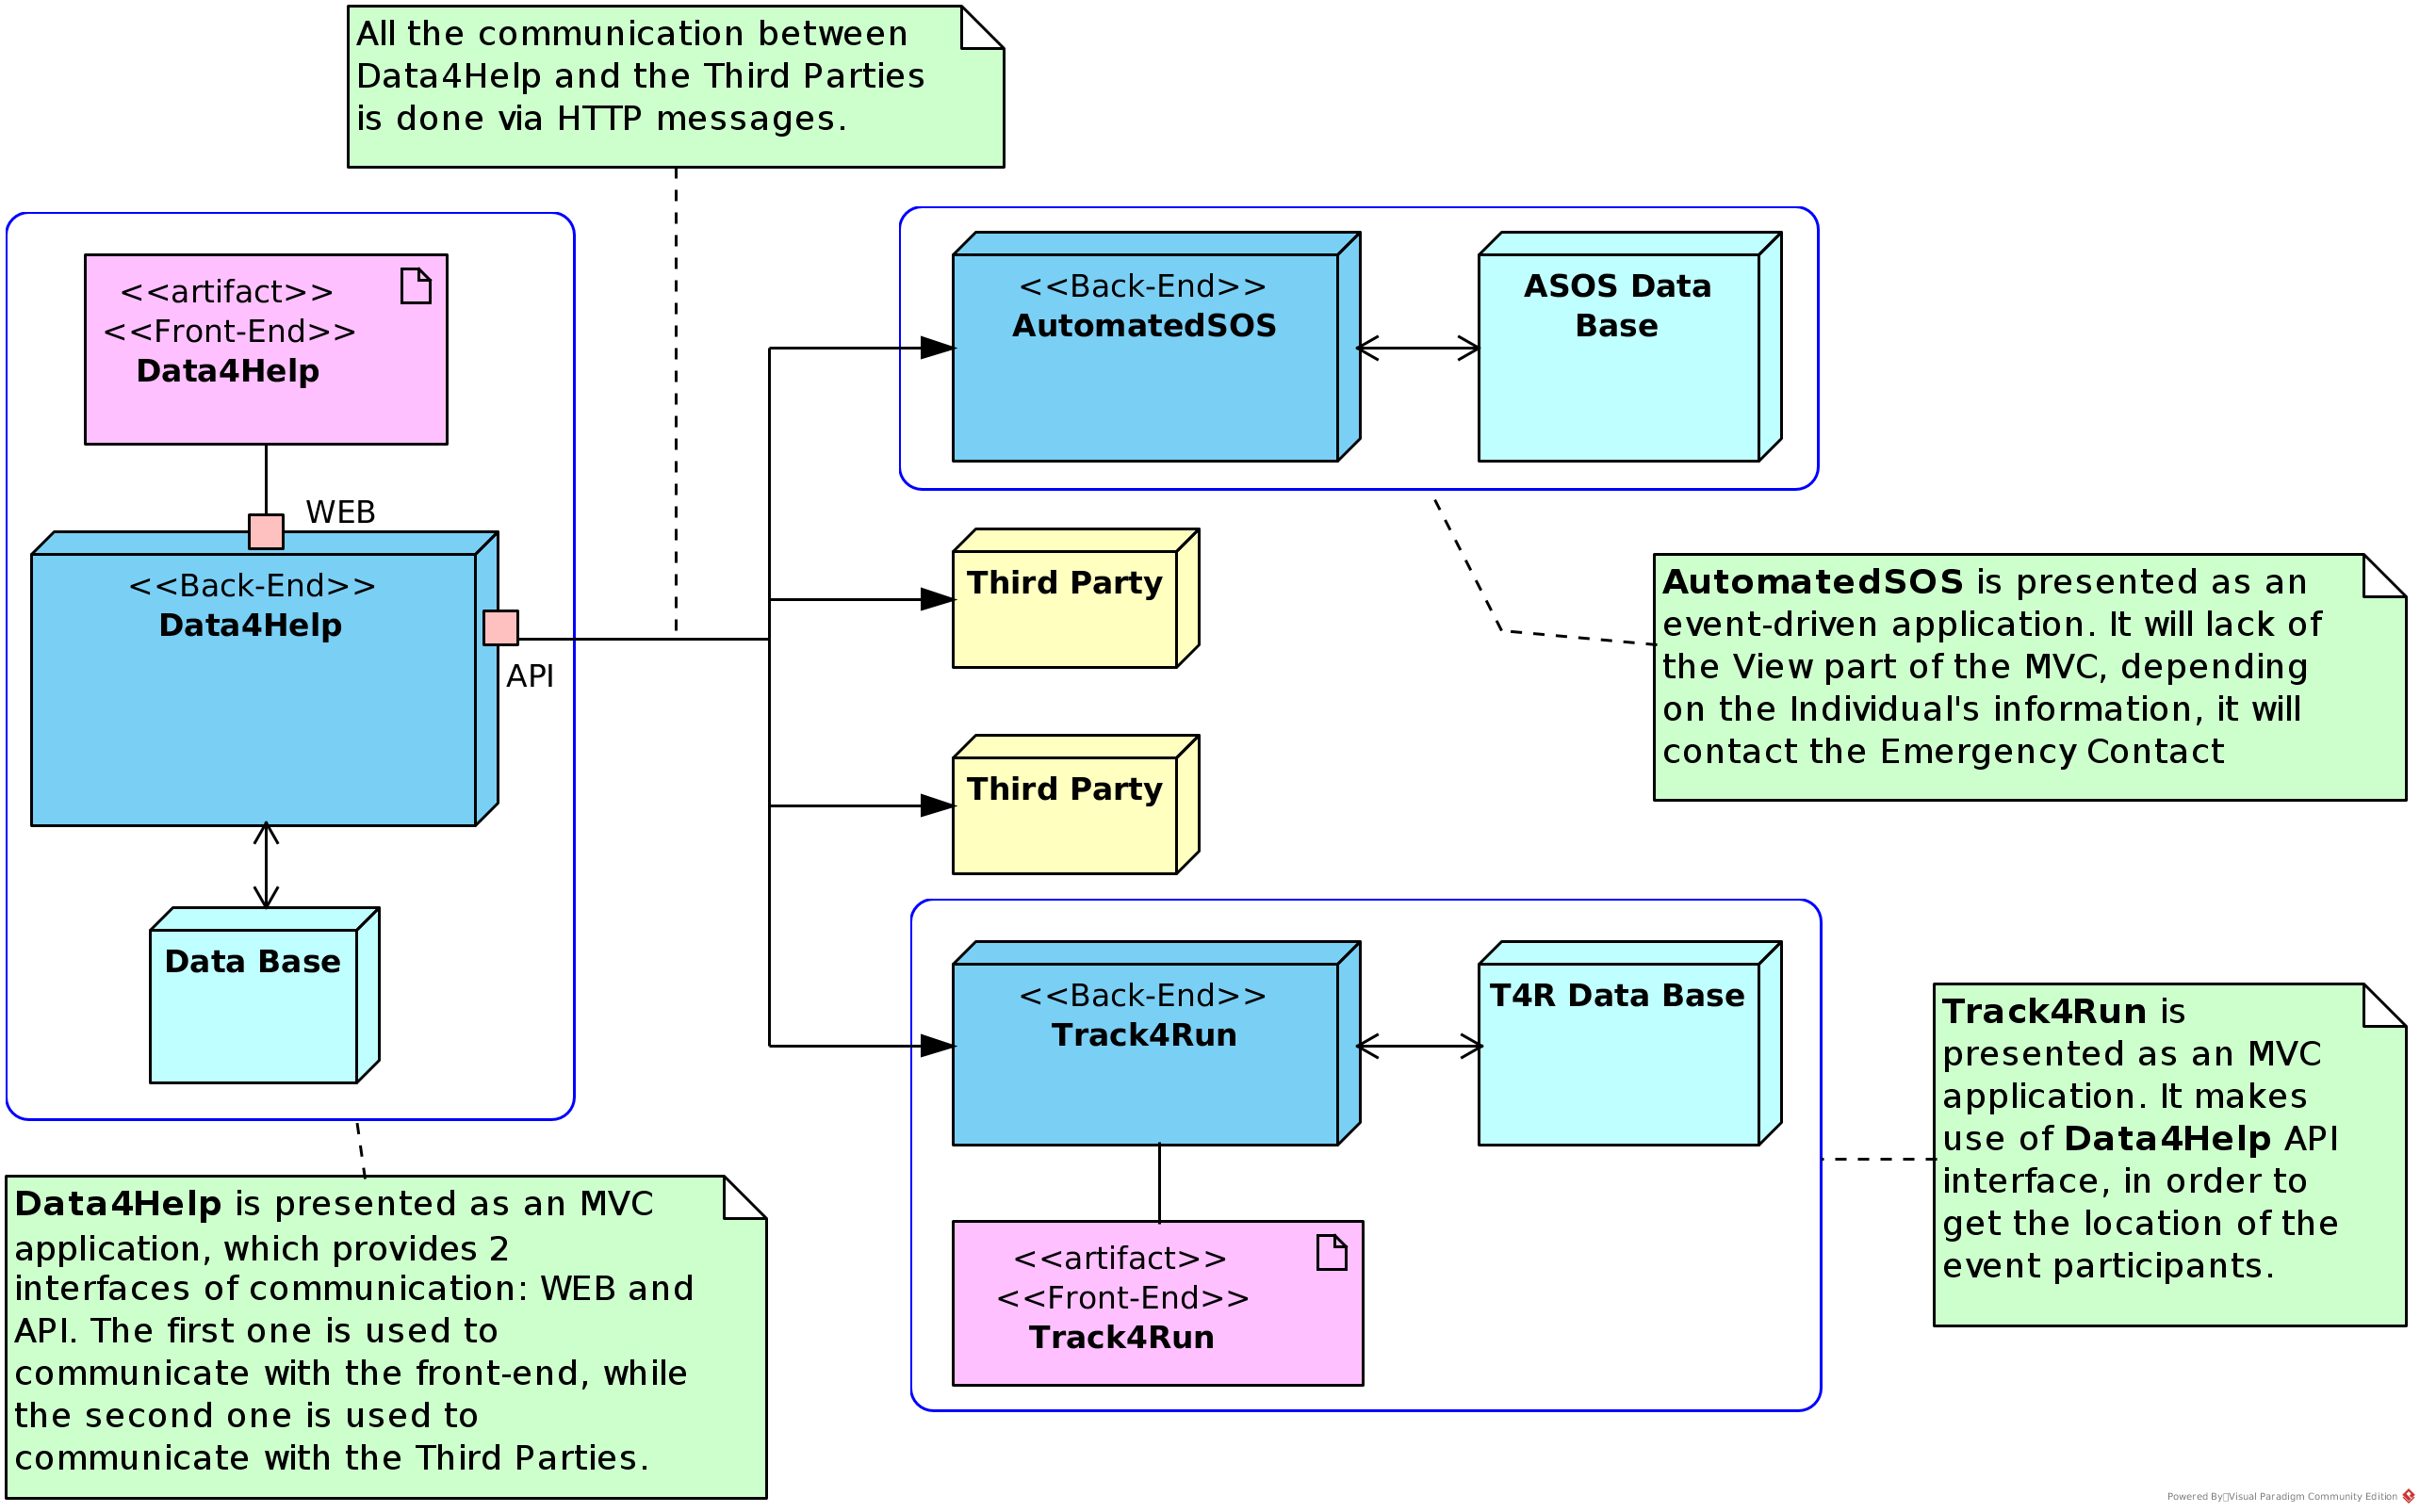 All the communication between
Data4Help and the Third Parties
is done via HTTP messages.
<<artifact>>
<<Front-End>>
Data4Help
WEB
<<Back-End>>
Data4Help
API
Data Base
<<Back-End>>
AutomatedSOS
ASOS Data
Base
Third Party
Third Party
AutomatedSOS is presented as an
event-driven application. It will lack of
the View part of the MVC, depending
on the Individual's information, it will
contact the Emergency Contact
<<Back-End>>
Track4Run
T4R Data Base
<<artifact>>
<<Front-End>>
Track4Run
Track4Run is
presented as an MVC
application. It makes
use of Data4Help API
interface, in order to
get the location of the
event participants.
Data4Help is presented as an MVC
application, which provides 2
interfaces of communication: WEB and
API. The first one is used to
communicate with the front-end, while
the second one is used to
communicate with the Third Parties.
Powered By Visual Paradigm Community Edition